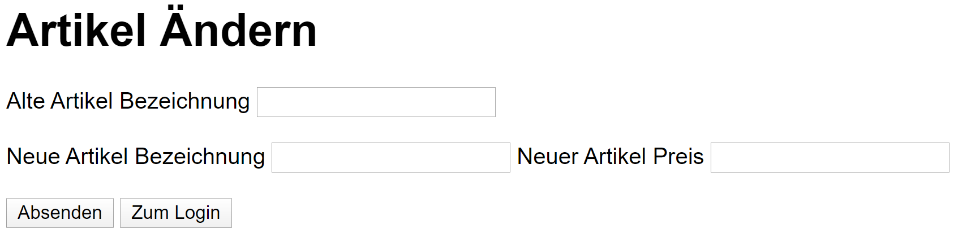 Artikel Ändern
Alte Artikel Bezeichnung
Neue Artikel Bezeichnung Neuer Artikel Preis
Absenden Zum Login